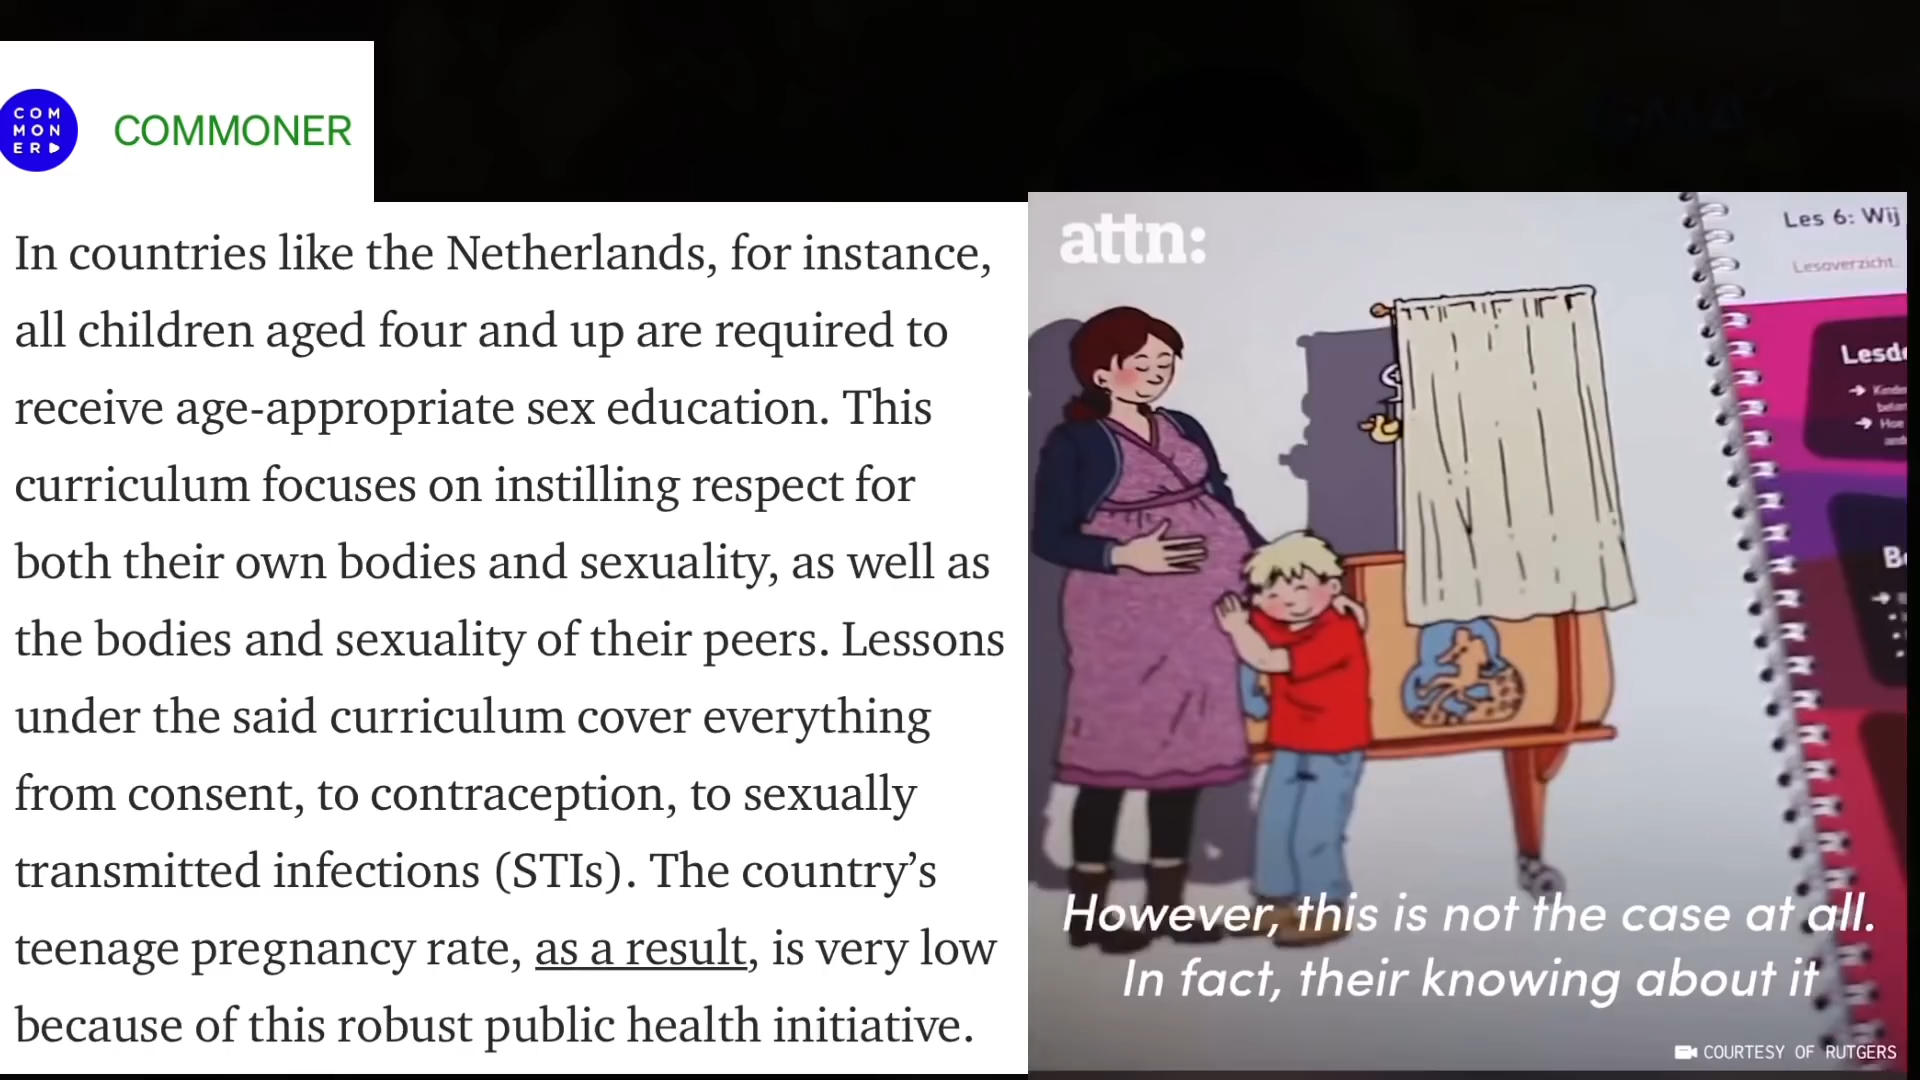 COM
MON
ER
COMMONER
In countries like the Netherlands, for instance,
all children aged four and up are required to
receive age-appropriate sex education. This
curriculum focuses on instilling respect for
both their own bodies and sexuality, as well as
the bodies and sexuality of their peers. Lessons
under the said curriculum cover everything
from consent, to contraception, to sexually
transmitted infections (STIs). The country’s
teenage pregnancy rate, as a result, is very low
because of this robust public health initiative.
attn:
Les 6: Wij
Lesoverzicht
However, this is not the case at all.
In fact, their knowing about it
COURTESY OF RUTGERS